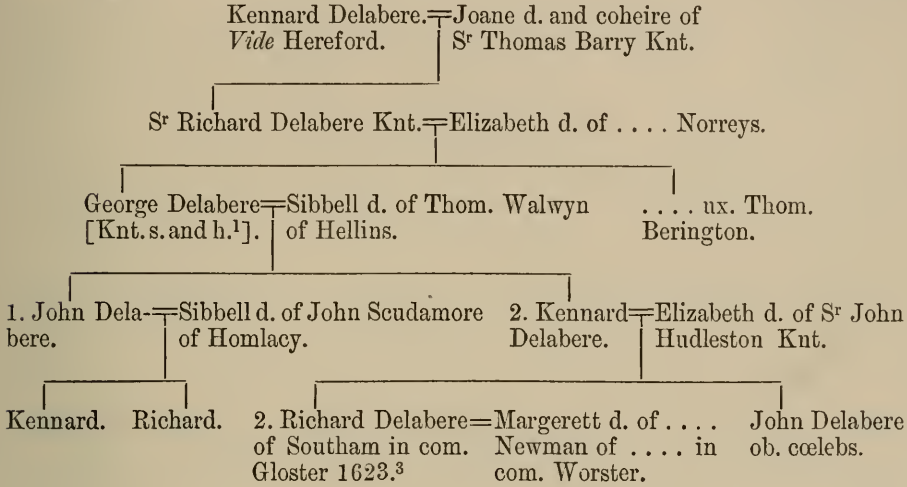 Kennard Delabere.=Joane d. and coheire of
Vide Hereford. Sʳ Thomas Barry Knt.
Sʳ Richard Delabere Knt.=Elizabeth d. of . . . . Norreys.
George Delabere=Sibbell d. of Thom. Walwyn
[Knt. s. and h.¹]. of Hellins.
. . . . ux. Thom.
Berington.
1. John Dela-=Sibbell d. of John Scudamore
bere. of Homlacy.
2. Kennard=Elizabeth d. of Sʳ John
Delabere. Hudleston Knt.
Kennard. Richard.
2. Richard Delabere=Margerett d. of . . . .
of Southam in com. Newman of . . . . in
Gloster 1623.³ com. Worster.
John Delabere
ob. cœlebs.